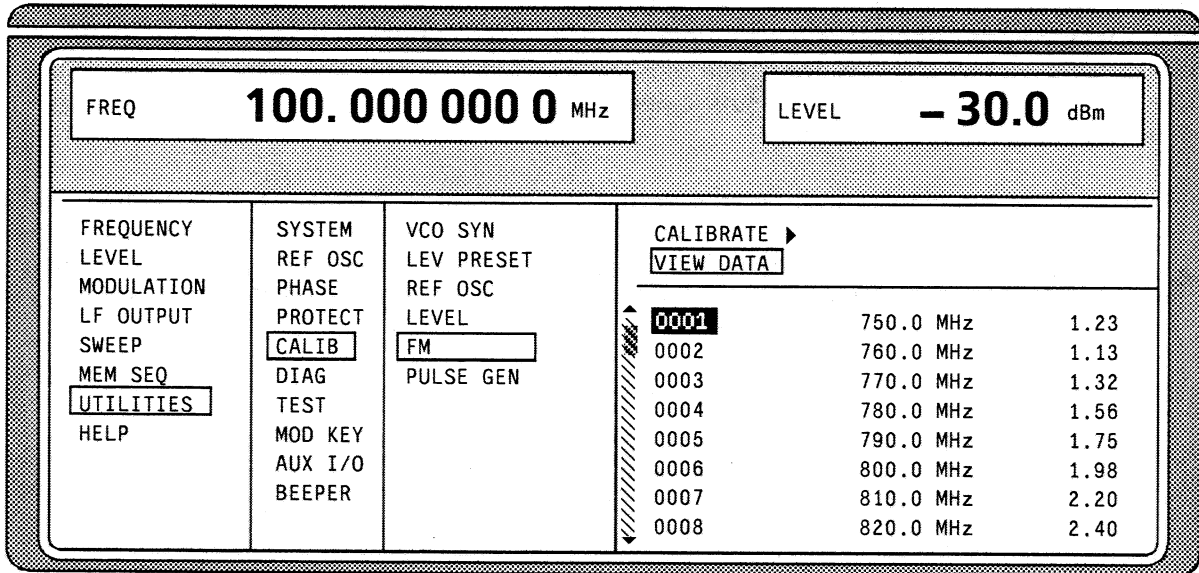 FREQ 100. 000 000 0 MHz
LEVEL – 30.0 dBm
FREQUENCY
LEVEL
MODULATION
LF OUTPUT
SWEEP
MEM SEQ
UTILITIES
HELP
SYSTEM
REF OSC
PHASE
PROTECT
CALIB
DIAG
TEST
MOD KEY
AUX I/O
BEEPER
VCO SYN
LEV PRESET
REF OSC
LEVEL
FM
PULSE GEN
CALIBRATE ▶
VIEW DATA
0001 750.0 MHz 1.23
0002 760.0 MHz 1.13
0003 770.0 MHz 1.32
0004 780.0 MHz 1.56
0005 790.0 MHz 1.75
0006 800.0 MHz 1.98
0007 810.0 MHz 2.20
0008 820.0 MHz 2.40